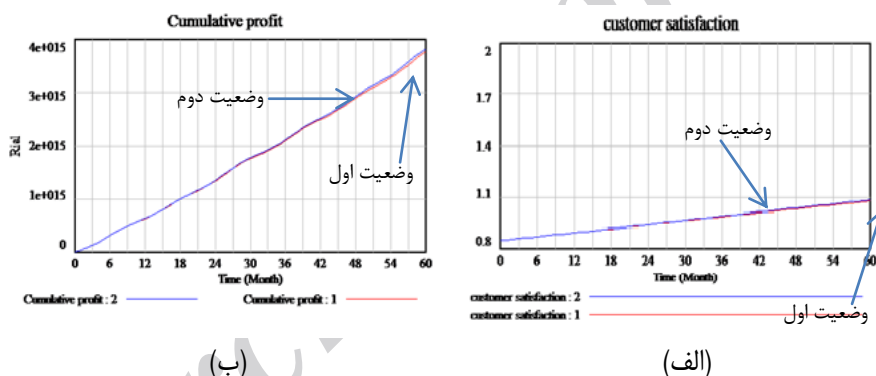 Cumulative profit
4e+015
3e+015
2e+015
1e+015
0
Rial
وضعیت دوم
وضعیت اول
0 6 12 18 24 30 36 42 48 54 60
Time (Month)
Cumulative profit : 2
Cumulative profit : 1
(ب)
customer satisfaction
2
1.7
1.4
1.1
0.8
وضعیت دوم
0 6 12 18 24 30 36 42 48 54 60
Time (Month)
customer satisfaction : 2
customer satisfaction : 1
وضعیت اول
(الف)